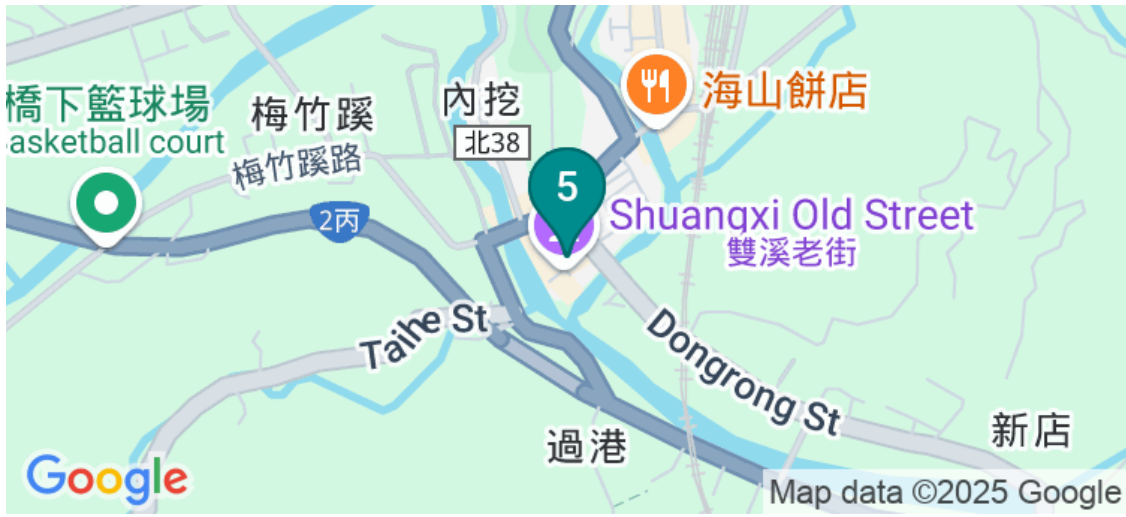 橋下籃球場
asketball court
梅竹蹊
梅竹蹊路
內挖
北38
海山餅店
2丙
5
Shuangxi Old Street
雙溪老街
Taihe St
Dongrong St
過港
新店
Google
Map data ©2025 Google